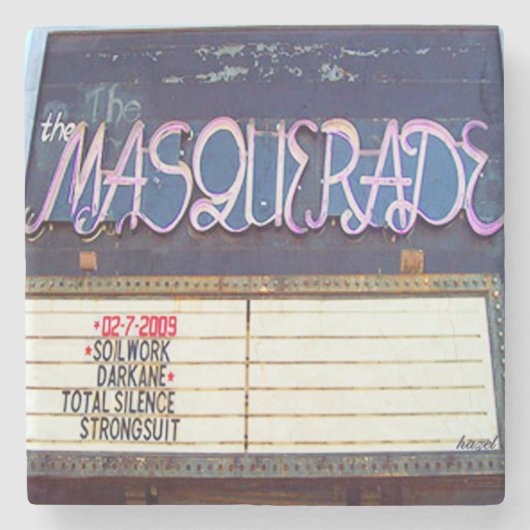 The
the MASQUERADE
*02-7-2009
*SOILWORK
DARKANE*
TOTAL SILENCE
STRONGSUIT
hazel